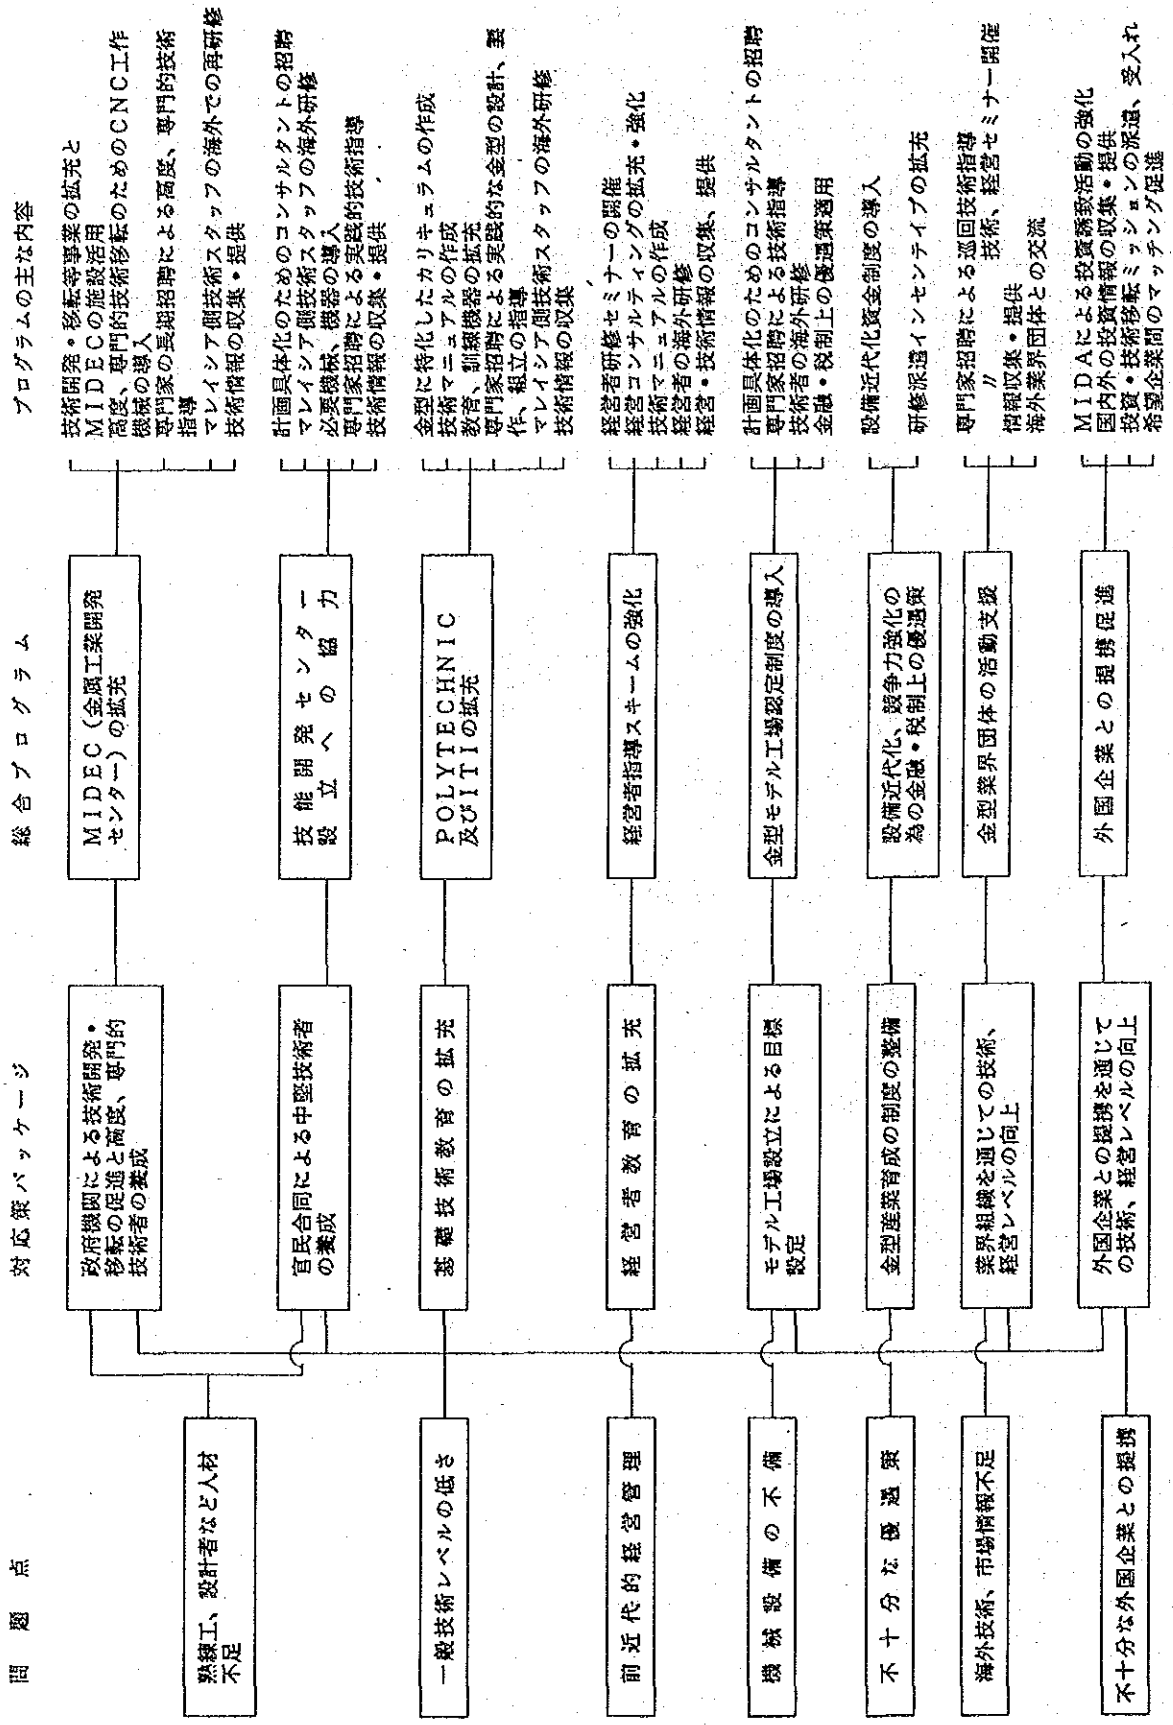 問題点
対応策パッケージ
総合プログラム
プログラムの主な内容
熟練工、設計者など人材
不足
一般技術レベルの低さ
前近代的経営管理
機械設備の不備
不十分な優遇策
海外技術、市場情報不足
不十分な外国企業との提携
政府機関による技術開発・
移転の促進と高度、専門的
技術者の養成
官民合同による中堅技術者
の養成
基礎技術教育の拡充
経営者教育の拡充
モデル工場設立による目標
設定
金型産業育成の制度の整備
業界組織を通じての技術、
経営レベルの向上
外国企業との提携を通じて
の技術、経営レベルの向上
MIDEC(金属工業開発
センター)の拡充
技能開発センター
設立への協力
POLYTECHNIC
及びITIの拡充
経営者指導スキームの強化
金型モデル工場認定制度の導入
設備近代化、競争力強化の
為の金融・税制上の優遇策
金型業界団体の活動支援
外国企業との提携促進
技術開発・移転等事業の拡充と
MIDECの施設活用
高度、専門的技術移転のためのCNC工作
機械の導入
専門家の長期招聘による高度、専門的技術
指導
マレイシア側技術スタッフの海外での再研修
技術情報の収集・提供
計画具体化のためのコンサルタントの招聘
マレイシア側技術スタッフの海外研修
必要機械、機器の導入
専門家招聘による実践的技術指導
技術情報の収集・提供
金型に特化したカリキュラムの作成
技術マニュアルの作成
教育、訓練機器の拡充
専門家招聘による実践的な金型の設計、製
作、組立の指導
マレイシア側技術スタッフの海外研修
技術情報の収集
経営者研修セミナーの開催
経営コンサルティングの拡充・強化
技術マニュアルの作成
経営者の海外研修
経営・技術情報の収集、提供
計画具体化のためのコンサルタントの招聘
専門家招聘による技術指導
技術者の海外研修
金融・税制上の優遇策適用
設備近代化資金制度の導入
研修派遣インセンティブの拡充
専門家招聘による巡回技術指導
〃 技術、経営セミナー開催
情報収集・提供
海外業界団体との交流
MIDAによる投資誘致活動の強化
国内外の投資情報の収集・提供
投資・技術移転ミッションの派遣、受入れ
希望企業間のマッチング促進